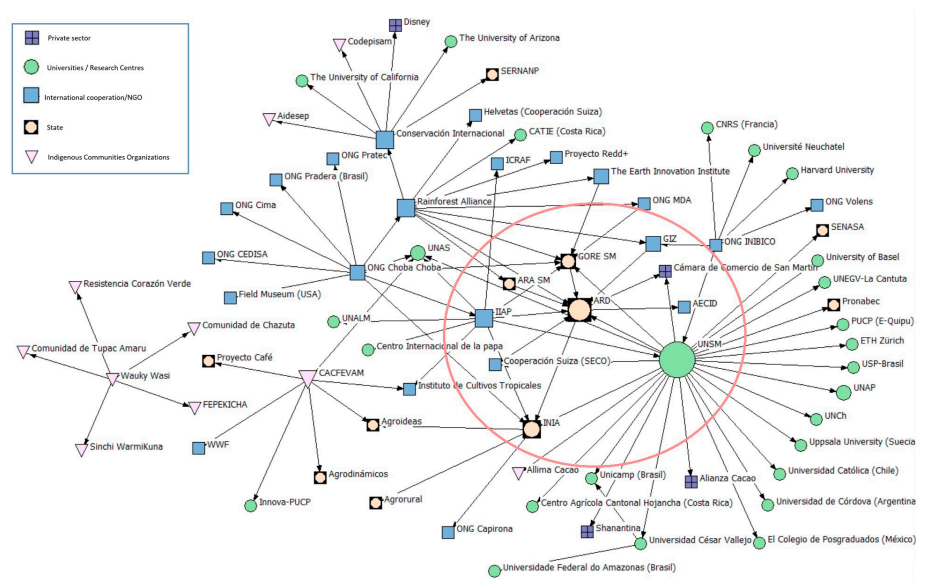 Private sector
Universities / Research Centres
International cooperation/NGO
State
Indigenous Communities Organizations
Disney
Codepisam
The University of Arizona
The University of California
SERNANP
Aidesep
Conservación Internacional
Helvetas (Cooperación Suiza)
CATIE (Costa Rica)
CNRS (Francia)
ONG Pratec
ICRAF
Proyecto Redd+
Université Neuchatel
ONG Pradera (Brasil)
The Earth Innovation Institute
Harvard University
ONG Cima
Rainforest Alliance
ONG MDA
ONG Volens
SENASA
UNAS
GIZ
ONG INIBICO
ONG CEDISA
ONG Choba Choba
GORE SM
University of Basel
Cámara de Comercio de San Martin
Resistencia Corazón Verde
ARA SM
UNEGV-La Cantuta
Field Museum (USA)
ARD
AECID
Pronabec
IIAP
UNALM
PUCP (E-Quipu)
Comunidad de Chazuta
UNSM
ETH Zürich
Comunidad de Tupac Amaru
Centro Internacional de la papa
Proyecto Café
Cooperación Suiza (SECO)
USP-Brasil
Wauky Wasi
CACFEVAM
Instituto de Cultivos Tropicales
UNAP
FEPEKICHA
UNCh
Agroideas
INIA
Sinchi WarmiKuna
WWF
Uppsala University (Suecia
Agrodinámicos
Allima Cacao
Unicamp (Brasil)
Alianza Cacao
Universidad Católica (Chile)
Innova-PUCP
Agrorural
Centro Agrícola Cantonal Hojancha (Costa Rica)
Universidad de Córdova (Argentina
ONG Capirona
Shanantina
Universidad César Vallejo
El Colegio de Posgraduados (México)
Universidade Federal do Amazonas (Brasil)